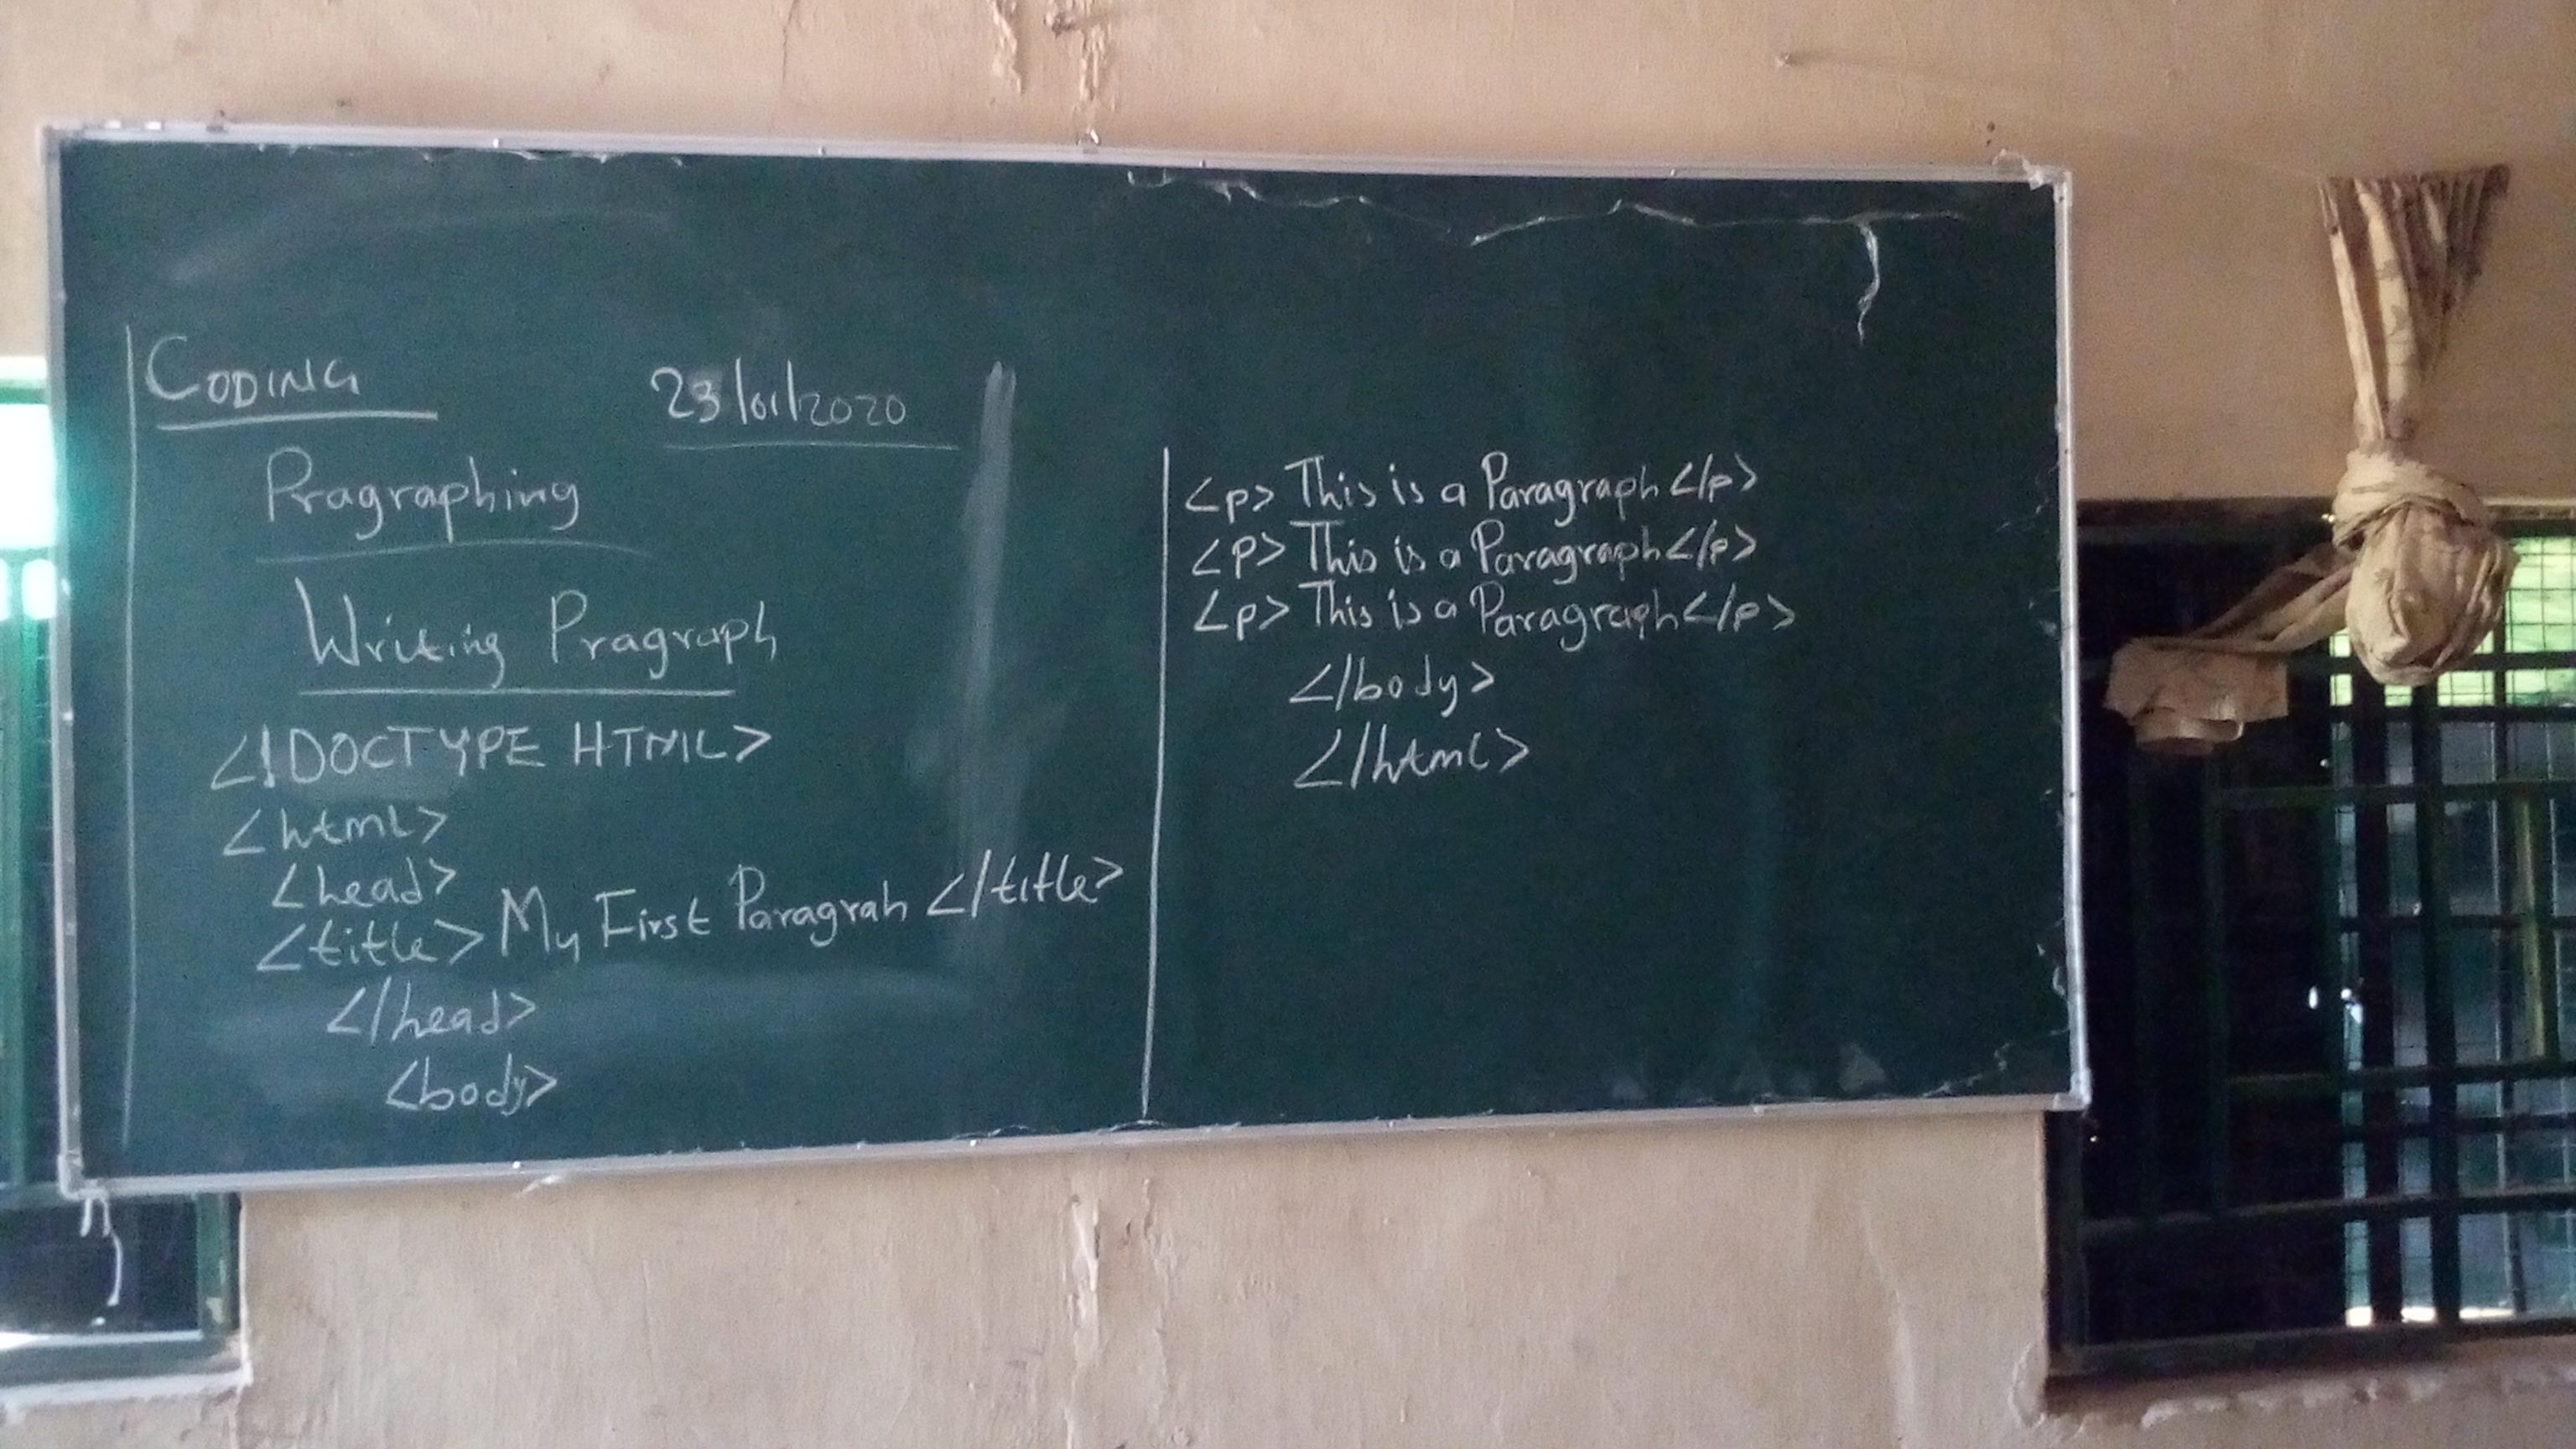 CODING 23/01/2020
Pragraphing
Writing Pragraph
<!DOCTYPE HTML>
<html>
<head>
<title> My First Paragrah </title>
</head>
<body>
<p> This is a Paragraph </p>
<P> This is a Paragraph </p>
<p> This is a Paragraph </p>
</body>
</html>